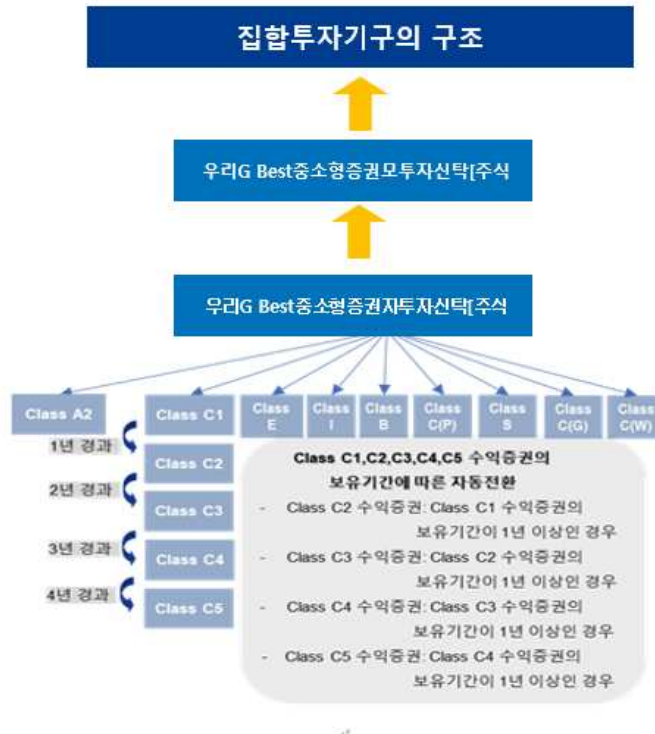 집합투자기구의 구조
우리G Best중소형증권모투자신탁[주식
우리G Best중소형증권자투자신탁[주식
Class A2
Class C1
Class
E
Class
I
Class
B
Class
C(P)
Class
S
Class
C(G)
Class
C(W)
1년 경과
Class C2
2년 경과
Class C3
3년 경과
Class C4
4년 경과
Class C5
Class C1,C2,C3,C4,C5 수익증권의
보유기간에 따른 자동전환
- Class C2 수익증권: Class C1 수익증권의
보유기간이 1년 이상인 경우
- Class C3 수익증권: Class C2 수익증권의
보유기간이 1년 이상인 경우
- Class C4 수익증권: Class C3 수익증권의
보유기간이 1년 이상인 경우
- Class C5 수익증권: Class C4 수익증권의
보유기간이 1년 이상인 경우